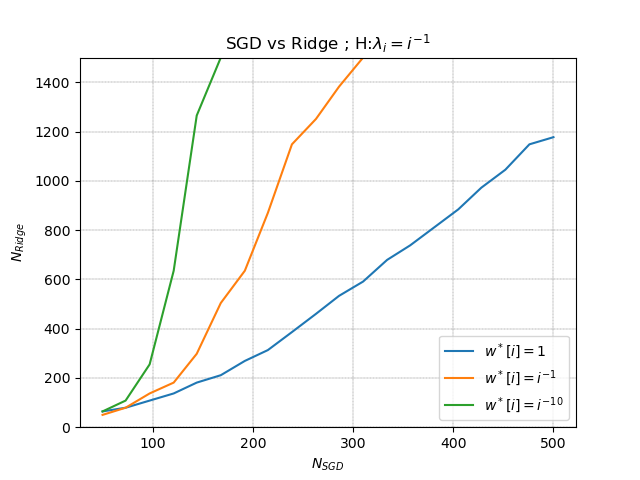 SGD vs Ridge ; H:λᵢ = i⁻¹
1400
1200
1000
800
600
400
200
0
N_Ridge
100
200
300
400
500
N_SGD
w*[i] = 1
w*[i] = i⁻¹
w*[i] = i⁻¹⁰